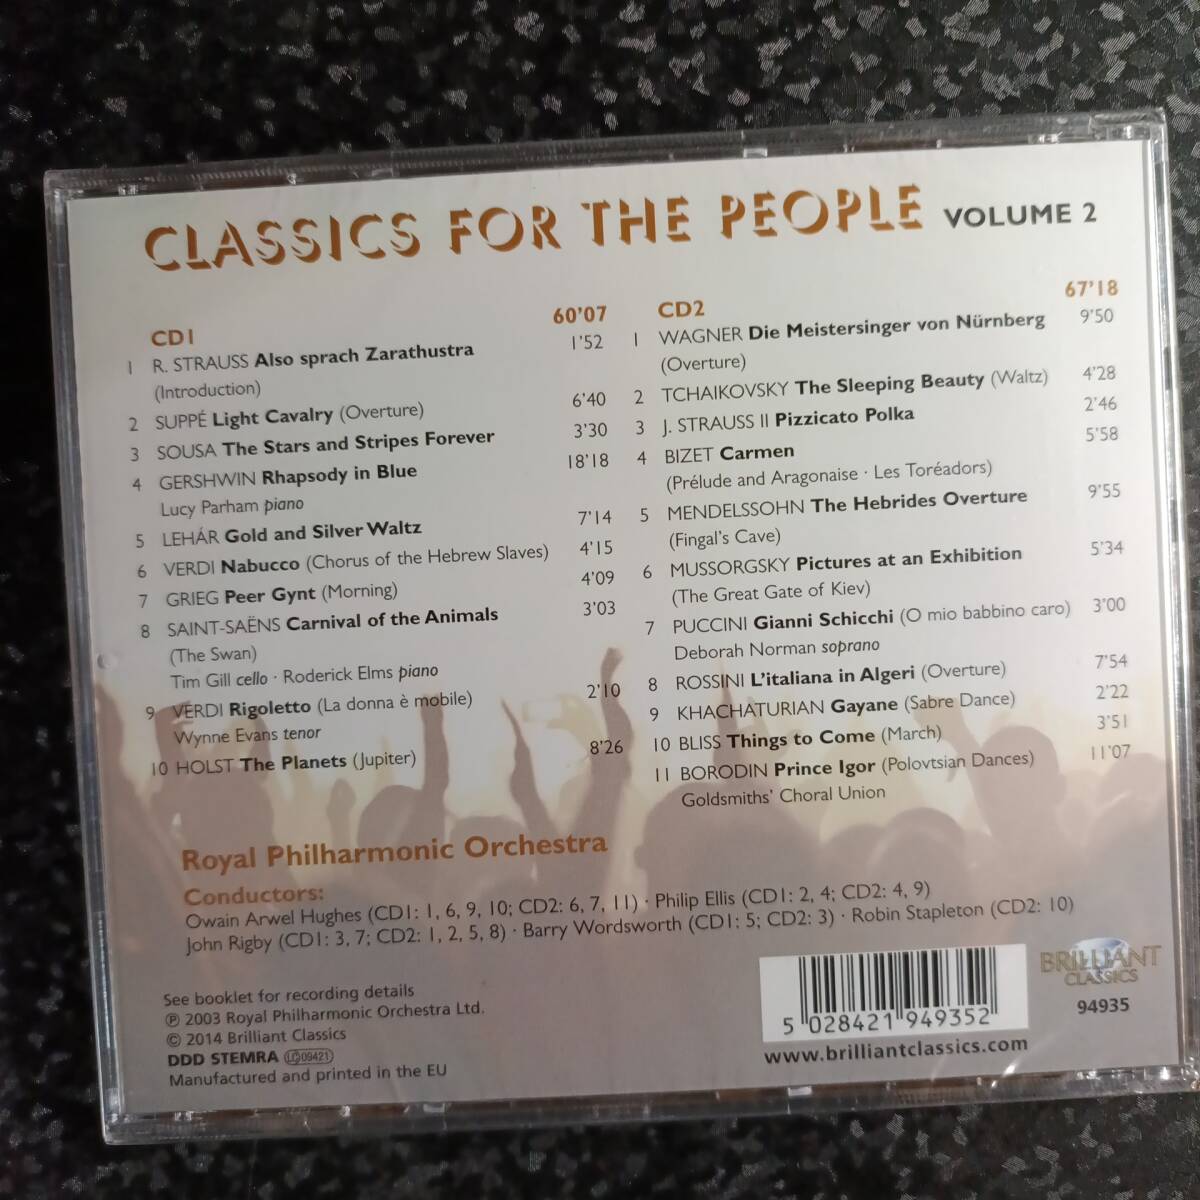 CLASSICS FOR THE PEOPLE VOLUME 2
CD1 60'07
1 R. STRAUSS Also sprach Zarathustra 1'52
(Introduction)
2 SUPPÉ Light Cavalry (Overture) 6'40
3 SOUSA The Stars and Stripes Forever 3'30
4 GERSHWIN Rhapsody in Blue 18'18
Lucy Parham piano
5 LEHÁR Gold and Silver Waltz 7'14
6 VERDI Nabucco (Chorus of the Hebrew Slaves) 4'15
7 GRIEG Peer Gynt (Morning) 4'09
8 SAINT-SAËNS Carnival of the Animals 3'03
(The Swan)
Tim Gill cello · Roderick Elms piano
9 VERDI Rigoletto (La donna è mobile) 2'10
Wynne Evans tenor
10 HOLST The Planets (Jupiter) 8'26
CD2 67'18
1 WAGNER Die Meistersinger von Nürnberg 9'50
(Overture)
2 TCHAIKOVSKY The Sleeping Beauty (Waltz) 4'28
3 J. STRAUSS II Pizzicato Polka 2'46
4 BIZET Carmen 5'58
(Prélude and Aragonaise · Les Toréadors)
5 MENDELSSOHN The Hebrides Overture 9'55
(Fingal's Cave)
6 MUSSORGSKY Pictures at an Exhibition 5'34
(The Great Gate of Kiev)
7 PUCCINI Gianni Schicchi (O mio babbino caro) 3'00
Deborah Norman soprano
8 ROSSINI L'italiana in Algeri (Overture) 7'54
9 KHACHATURIAN Gayane (Sabre Dance) 2'22
10 BLISS Things to Come (March) 3'51
11 BORODIN Prince Igor (Polovtsian Dances) 11'07
Goldsmiths' Choral Union
Royal Philharmonic Orchestra
Conductors:
Owain Arwel Hughes (CD1: 1, 6, 9, 10; CD2: 6, 7, 11) · Philip Ellis (CD1: 2, 4; CD2: 4, 9)
John Rigby (CD1: 3, 7; CD2: 1, 2, 5, 8) · Barry Wordsworth (CD1: 5; CD2: 3) · Robin Stapleton (CD2: 10)
See booklet for recording details
℗ 2003 Royal Philharmonic Orchestra Ltd.
© 2014 Brilliant Classics
DDD STEMRA LC 09421
Manufactured and printed in the EU
5 028421 949352
www.brilliantclassics.com
BRILLIANT
CLASSICS
94935